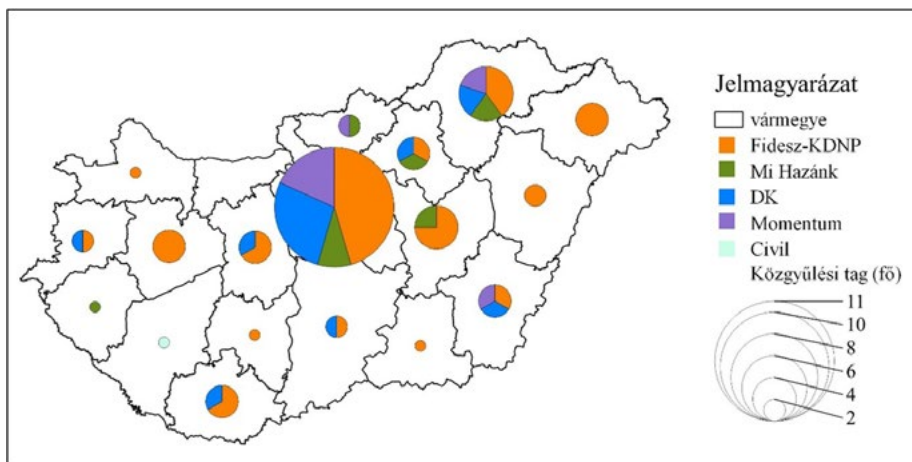 Jelmagyarázat
vármegye
Fidesz-KDNP
Mi Hazánk
DK
Momentum
Civil
Közgyűlési tag (fő)
11
10
8
6
4
2